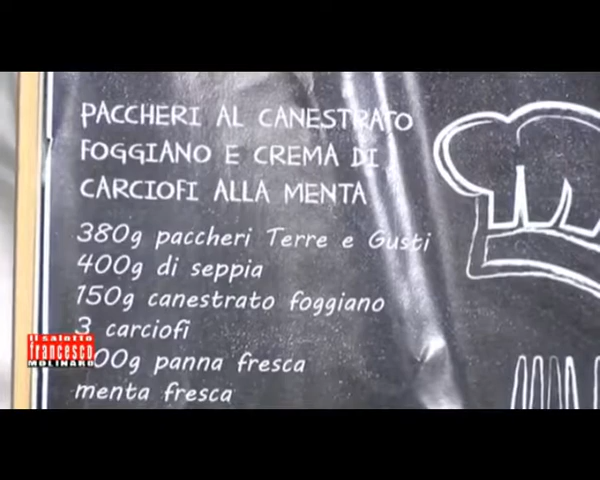 PACCHERI AL CANESTRATO
FOGGIANO E CREMA DI
CARCIOFI ALLA MENTA
380g paccheri Terre e Gusti
400g di seppia
150g canestrato foggiano
3 carciofi
panna fresca
menta fresca
il salotto
francesco
MOLINARO